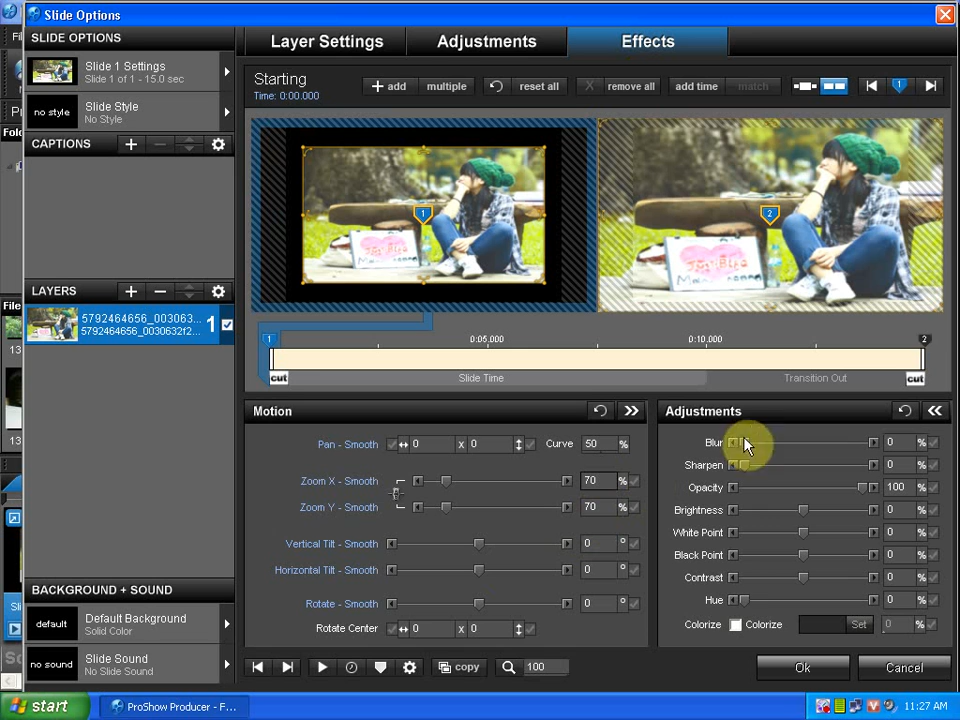 Slide Options
SLIDE OPTIONS
Slide 1 Settings
Slide 1 of 1 - 15.0 sec
no style
Slide Style
No Style
CAPTIONS
LAYERS
5792464656_003063...
5792464656_0030632f2...
1
BACKGROUND + SOUND
default
Default Background
Solid Color
no sound
Slide Sound
No Slide Sound
Layer Settings
Adjustments
Effects
Starting
Time: 0:00.000
add
multiple
reset all
remove all
add time
match
1
1
2
1
0:05.000
0:10.000
2
cut
Slide Time
Transition Out
cut
Motion
Pan - Smooth
0
x
0
Curve
50
%
Zoom X - Smooth
70
%
Zoom Y - Smooth
70
%
Vertical Tilt - Smooth
0
°
Horizontal Tilt - Smooth
0
°
Rotate - Smooth
0
°
Rotate Center
0
x
0
copy
100
Adjustments
Blur
0
%
Sharpen
0
%
Opacity
100
%
Brightness
0
%
White Point
0
%
Black Point
0
%
Contrast
0
%
Hue
0
%
Colorize
Colorize
Set
0
%
Ok
Cancel
start
ProShow Producer - F...
11:27 AM